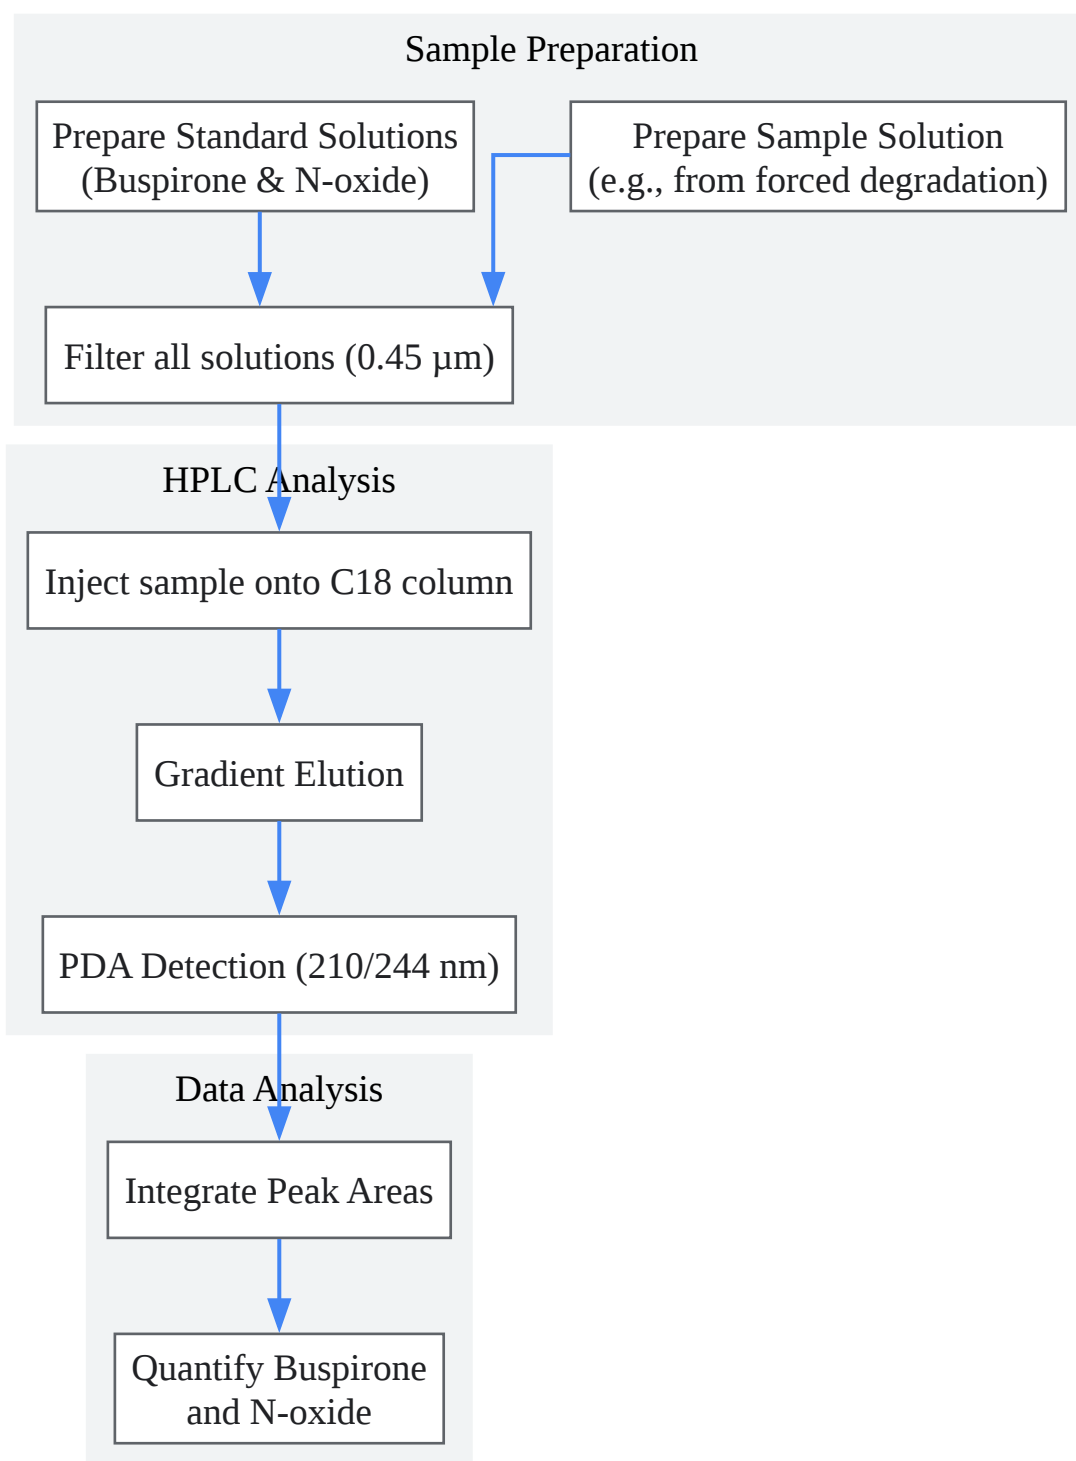 Sample Preparation
Prepare Standard Solutions
(Buspirone & N-oxide)
Prepare Sample Solution
(e.g., from forced degradation)
Filter all solutions (0.45 µm)
HPLC Analysis
Inject sample onto C18 column
Gradient Elution
PDA Detection (210/244 nm)
Data Analysis
Integrate Peak Areas
Quantify Buspirone
and N-oxide